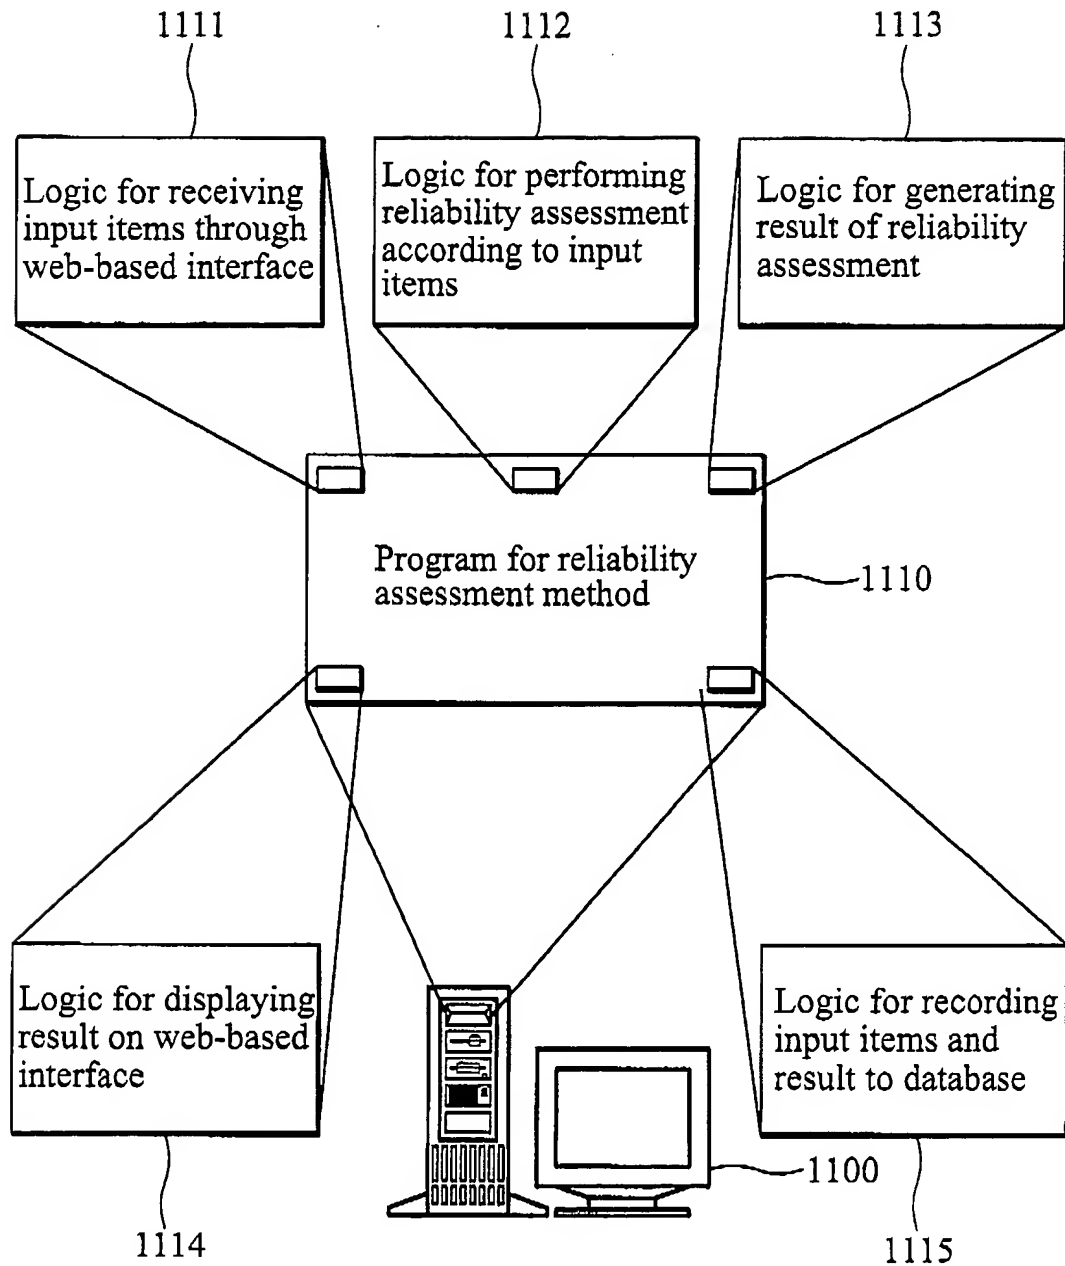 1111
1112
1113
Logic for receiving
input items through
web-based interface
Logic for performing
reliability assessment
according to input
items
Logic for generating
result of reliability
assessment
Program for reliability
assessment method
1110
Logic for displaying
result on web-based
interface
Logic for recording
input items and
result to database
1100
1114
1115